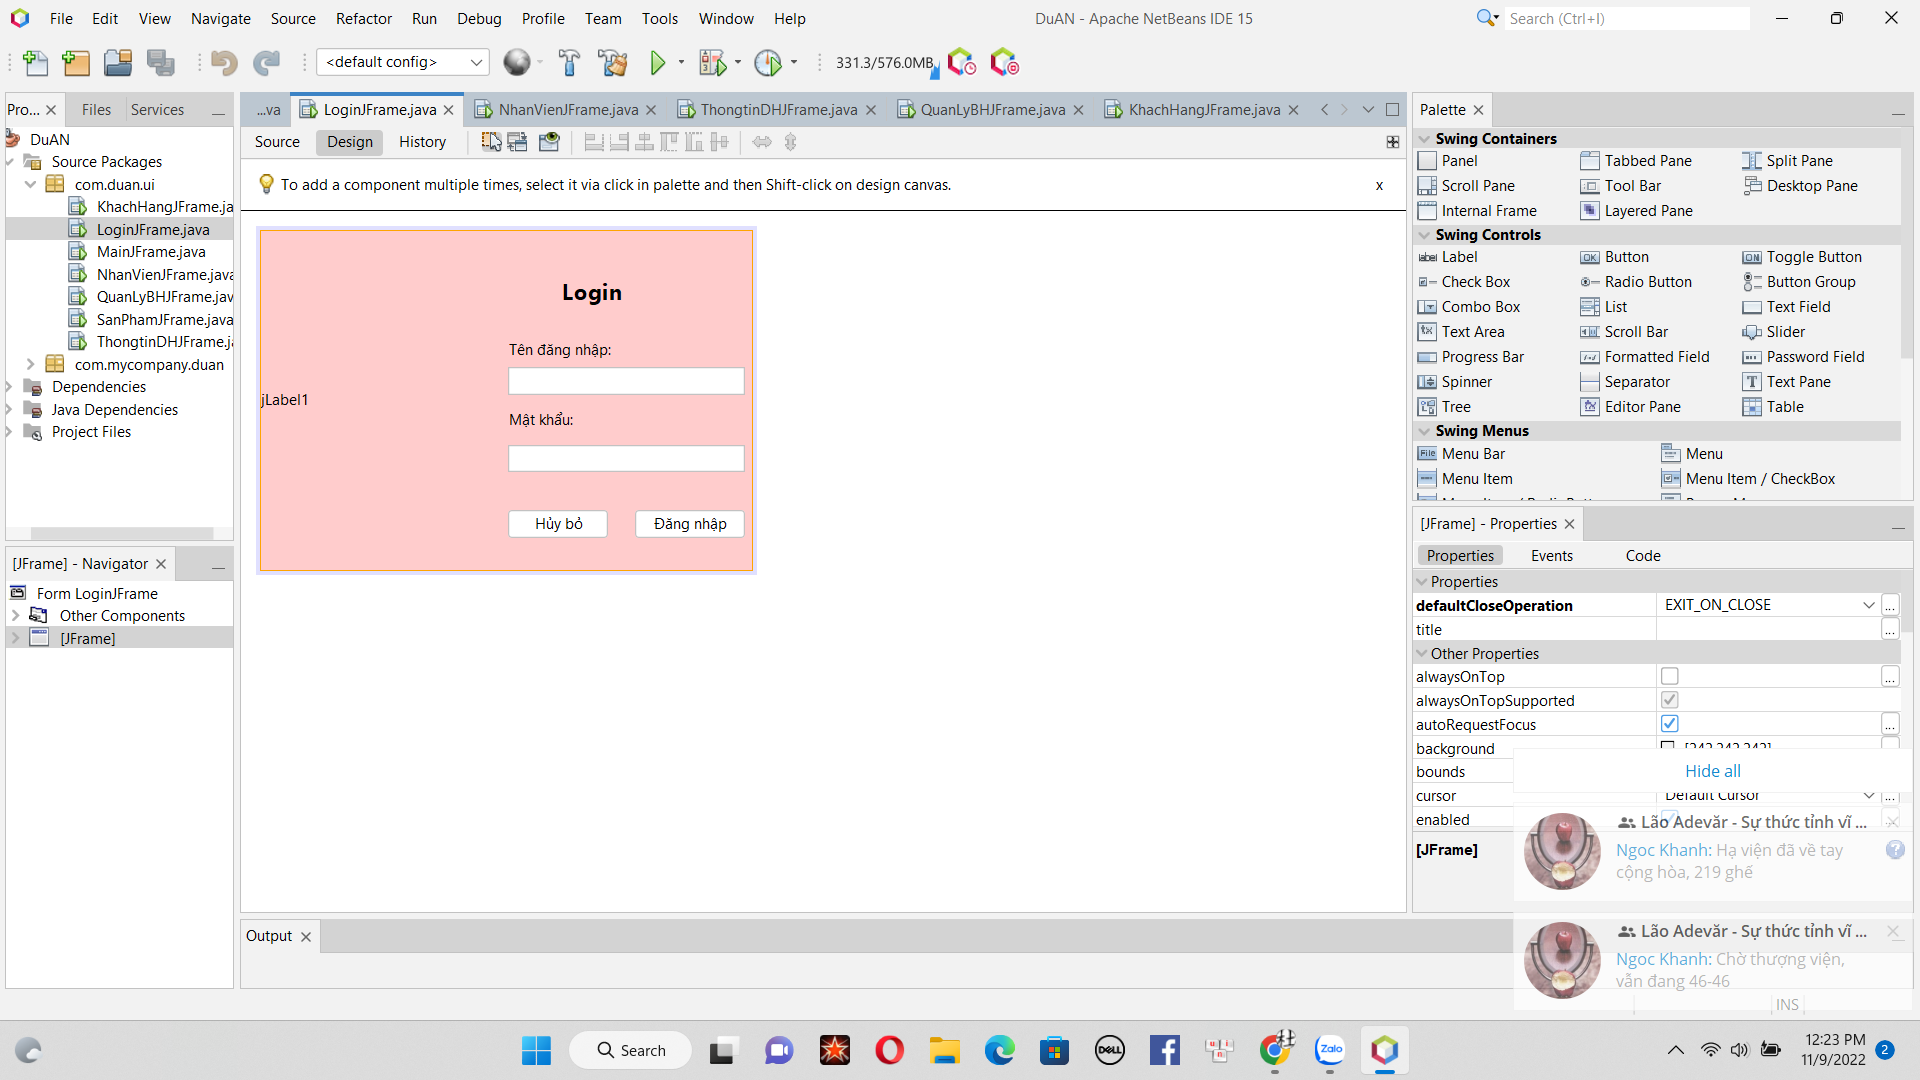 File Edit View Navigate Source Refactor Run Debug Profile Team Tools Window Help
DuAN - Apache NetBeans IDE 15
Search (Ctrl+I)
<default config>
331.3/576.0MB
Pro... Files Services
DuAN
Source Packages
com.duan.ui
KhachHangJFrame.ja
LoginJFrame.java
MainJFrame.java
NhanVienJFrame.java
QuanLyBHJFrame.jav
SanPhamJFrame.java
ThongtinDHJFrame.j
com.mycompany.duan
Dependencies
Java Dependencies
Project Files
[JFrame] - Navigator
Form LoginJFrame
Other Components
[JFrame]
...va LoginJFrame.java NhanVienJFrame.java ThongtinDHJFrame.java QuanLyBHJFrame.java KhachHangJFrame.java
Source Design History
To add a component multiple times, select it via click in palette and then Shift-click on design canvas.
x
Login
Tên đăng nhập:
jLabel1
Mật khẩu:
Hủy bỏ Đăng nhập
Output
Palette
Swing Containers
Panel Tabbed Pane Split Pane
Scroll Pane Tool Bar Desktop Pane
Internal Frame Layered Pane
Swing Controls
Label Button Toggle Button
Check Box Radio Button Button Group
Combo Box List Text Field
Text Area Scroll Bar Slider
Progress Bar Formatted Field Password Field
Spinner Separator Text Pane
Tree Editor Pane Table
Swing Menus
Menu Bar Menu
Menu Item Menu Item / CheckBox
[JFrame] - Properties
Properties Events Code
Properties
defaultCloseOperation EXIT_ON_CLOSE ...
title ...
Other Properties
alwaysOnTop ...
alwaysOnTopSupported
autoRequestFocus ...
background [242,242,242]
bounds
cursor Default Cursor ...
enabled
[JFrame]
Hide all
Lão Adevăr - Sự thức tỉnh vĩ ...
Ngoc Khanh: Hạ viện đã về tay
cộng hòa, 219 ghế
Lão Adevăr - Sự thức tỉnh vĩ ...
Ngoc Khanh: Chờ thượng viện,
vẫn đang 46-46
INS
Search
DELL
Zalo
12:23 PM
11/9/2022
2